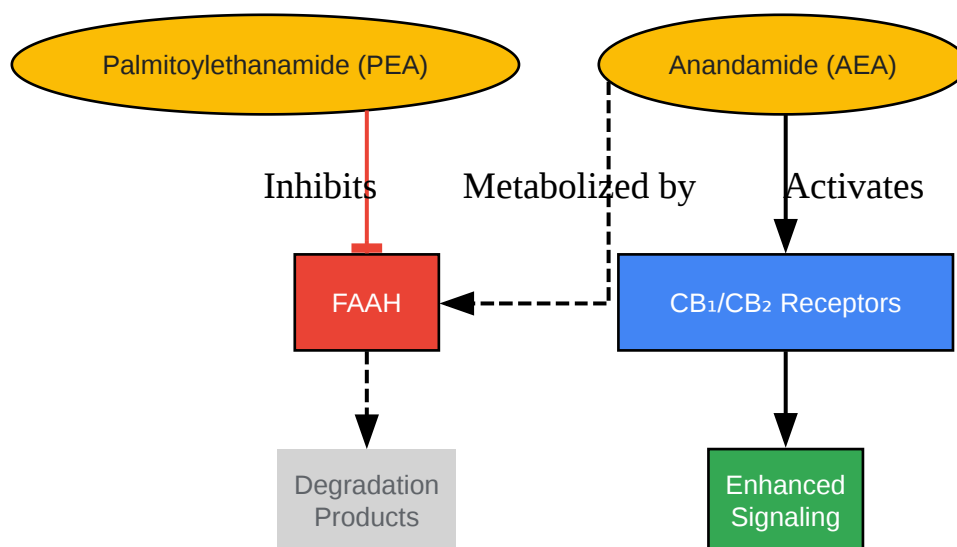 Palmitoylethanamide (PEA)
Anandamide (AEA)
Inhibits
Metabolized by
Activates
FAAH
CB₁/CB₂ Receptors
Degradation
Products
Enhanced
Signaling